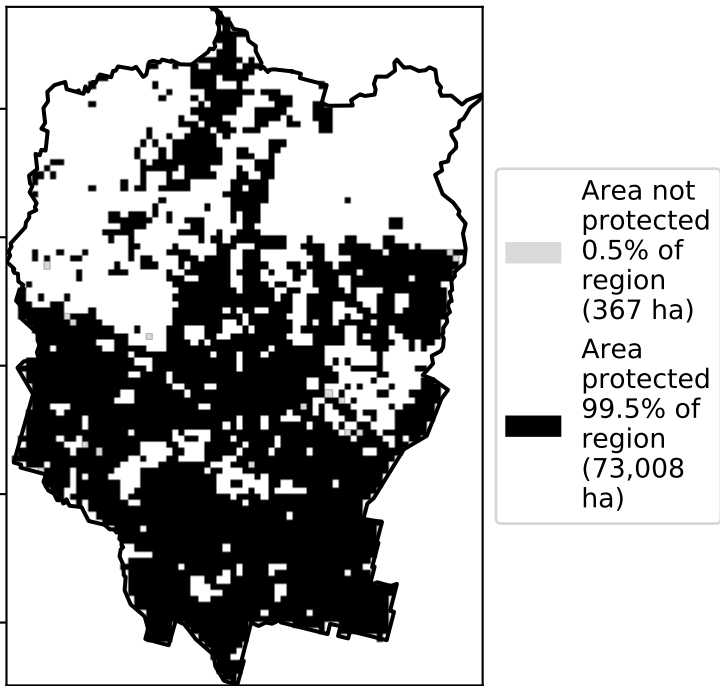 Area not
protected
0.5% of
region
(367 ha)
Area
protected
99.5% of
region
(73,008
ha)